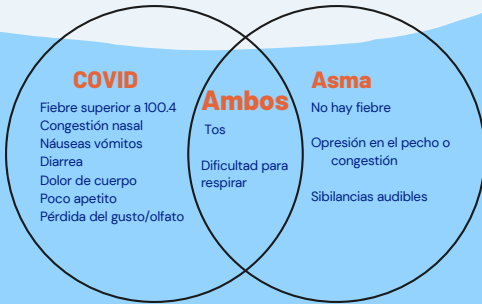 COVID
Fiebre superior a 100.4
Congestión nasal
Náuseas vómitos
Diarrea
Dolor de cuerpo
Poco apetito
Pérdida del gusto/olfato
Ambos
Tos
Dificultad para
respirar
Asma
No hay fiebre
Opresión en el pecho o
congestión
Sibilancias audibles